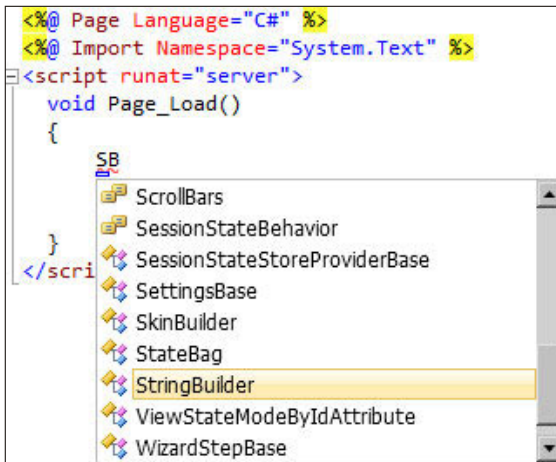 <%@ Page Language="C#" %>
<%@ Import Namespace="System.Text" %>
<script runat="server">
void Page_Load()
{
SB
ScrollBars
SessionStateBehavior
}
SessionStateStoreProviderBase
</scri
SettingsBase
SkinBuilder
StateBag
StringBuilder
ViewStateModeByIdAttribute
WizardStepBase